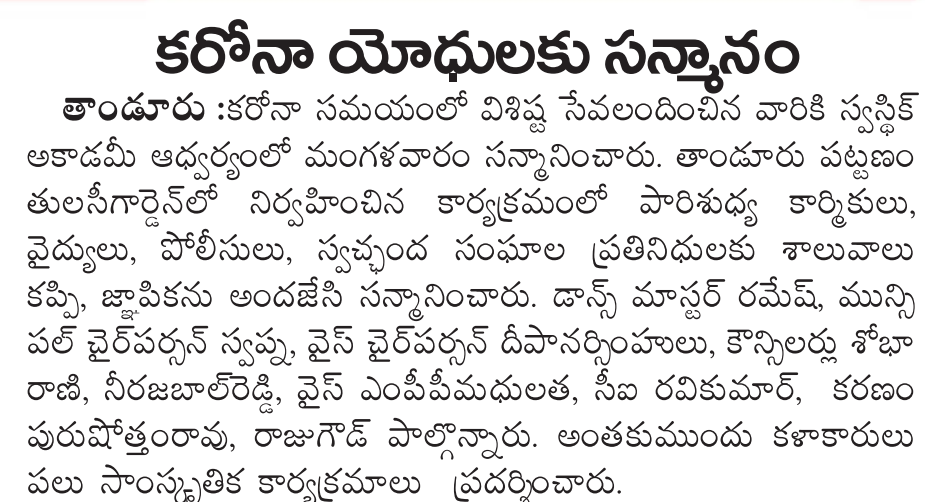 కరోనా యోధులకు సన్మానం
తాండూరు :కరోనా సమయంలో విశిష్ట సేవలందించిన వారికి స్వస్థిక్
అకాడమీ ఆధ్వర్యంలో మంగళవారం సన్మానించారు. తాండూరు పట్టణం
తులసీగార్డెన్‌లో నిర్వహించిన కార్యక్రమంలో పారిశుధ్య కార్మికులు,
వైద్యులు, పోలీసులు, స్వచ్ఛంద సంఘాల ప్రతినిధులకు శాలువాలు
కప్పి, జ్ఞాపికను అందజేసి సన్మానించారు. డాన్స్ మాస్టర్ రమేష్, మున్సి
పల్ చైర్‌పర్సన్ స్వప్న, వైస్ చైర్‌పర్సన్ దీపానర్సింహులు, కౌన్సిలర్లు శోభా
రాణి, నీరజబాల్‌రెడ్డి, వైస్ ఎంపీపీమధులత, సీఐ రవికుమార్, కరణం
పురుషోత్తంరావు, రాజుగౌడ్ పాల్గొన్నారు. అంతకుముందు కళాకారులు
పలు సాంస్కృతిక కార్యక్రమాలు ప్రదర్శించారు.